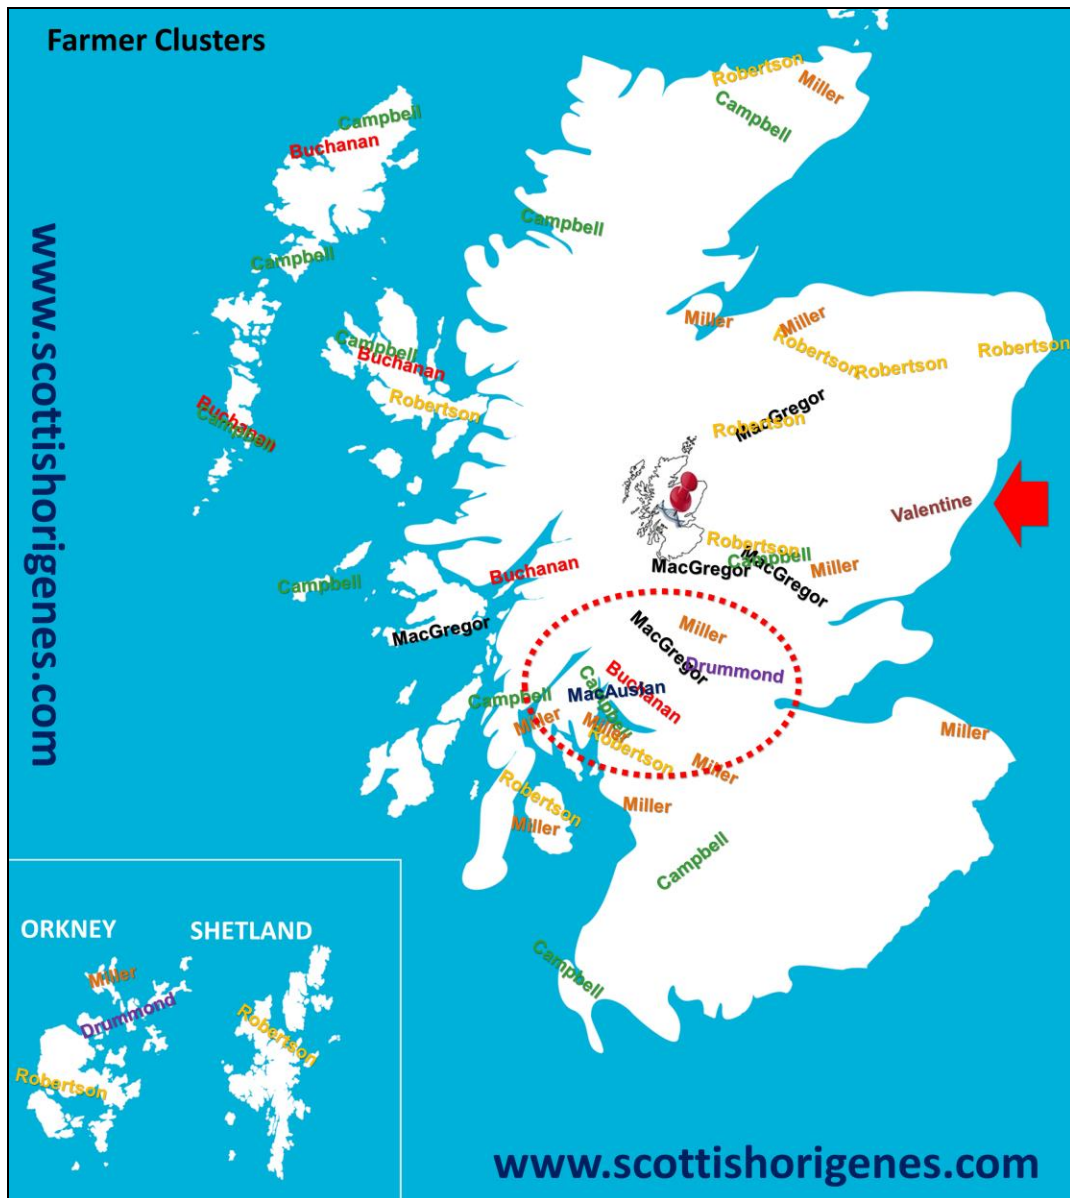 Farmer Clusters
Robertson
Miller
Campbell
Campbell
Buchanan
Campbell
Campbell
Miller
Miller
Robertson
Robertson
Robertson
Campbell
Buchanan
Robertson
MacGregor
Robertson
Buchanan
Campbell
Valentine
Robertson
Campbell
MacGregor
MacGregor
Miller
Buchanan
Campbell
MacGregor
Miller
MacGregor
Drummond
Buchanan
MacAuslan
Campbell
Campbell
Miller
Miller
Robertson
Miller
Miller
Miller
Robertson
Miller
Campbell
Campbell
www.scottishorigenes.com
ORKNEY
SHETLAND
Miller
Drummond
Robertson
Robertson
www.scottishorigenes.com